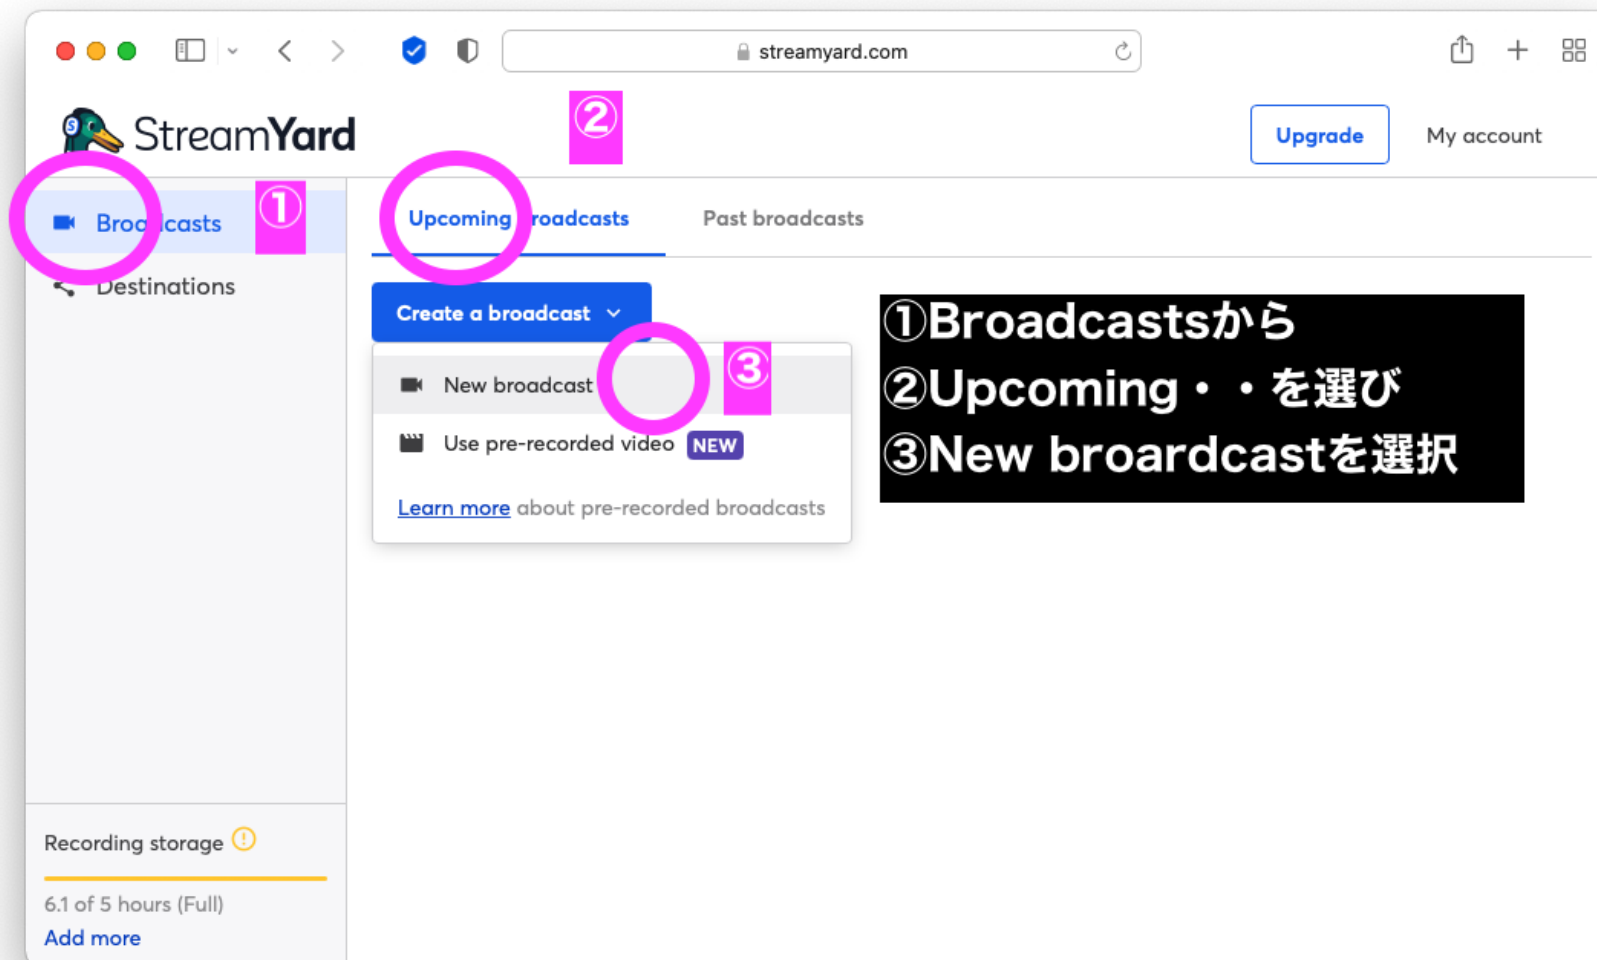 streamyard.com
②
StreamYard
Upgrade
My account
Broadcasts
①
Upcoming broadcasts
Past broadcasts
Destinations
Create a broadcast
New broadcast
③
Use pre-recorded video NEW
Learn more about pre-recorded broadcasts
①Broadcastsから
②Upcoming・・を選び
③New broardcastを選択
Recording storage
6.1 of 5 hours (Full)
Add more